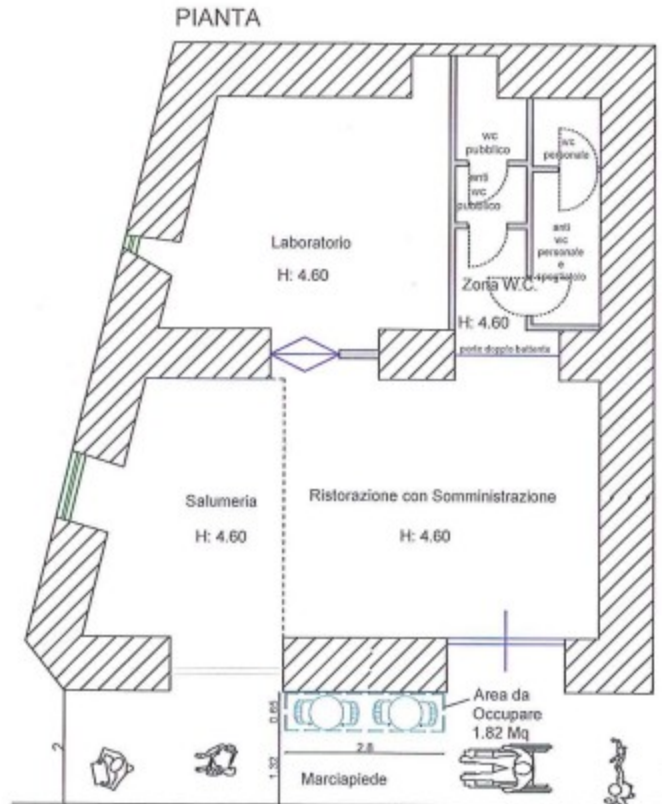 PIANTA
wc
pubblico
wc
personale
anti
wc
pubblico
anti
wc
personale
e
spogliatoio
Laboratorio
H: 4.60
Zona W.C.
H: 4.60
porte doppio battente
Salumeria
H: 4.60
Ristorazione con Somministrazione
H: 4.60
Area da
Occupare
1.82 Mq
0.65
2.8
1.32
2
Marciapiede